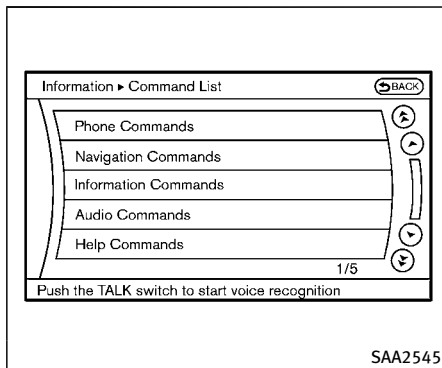 Information ▸ Command List
BACK
Phone Commands
Navigation Commands
Information Commands
Audio Commands
Help Commands
1/5
Push the TALK switch to start voice recognition
SAA2545